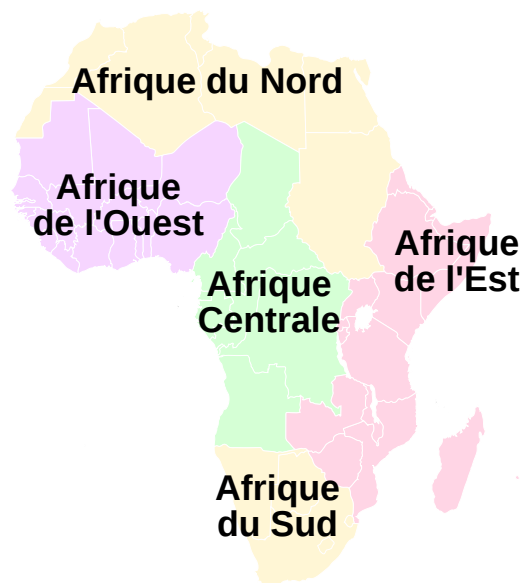 Afrique du Nord
Afrique
de l'Ouest
Afrique
de l'Est
Afrique
Centrale
Afrique
du Sud